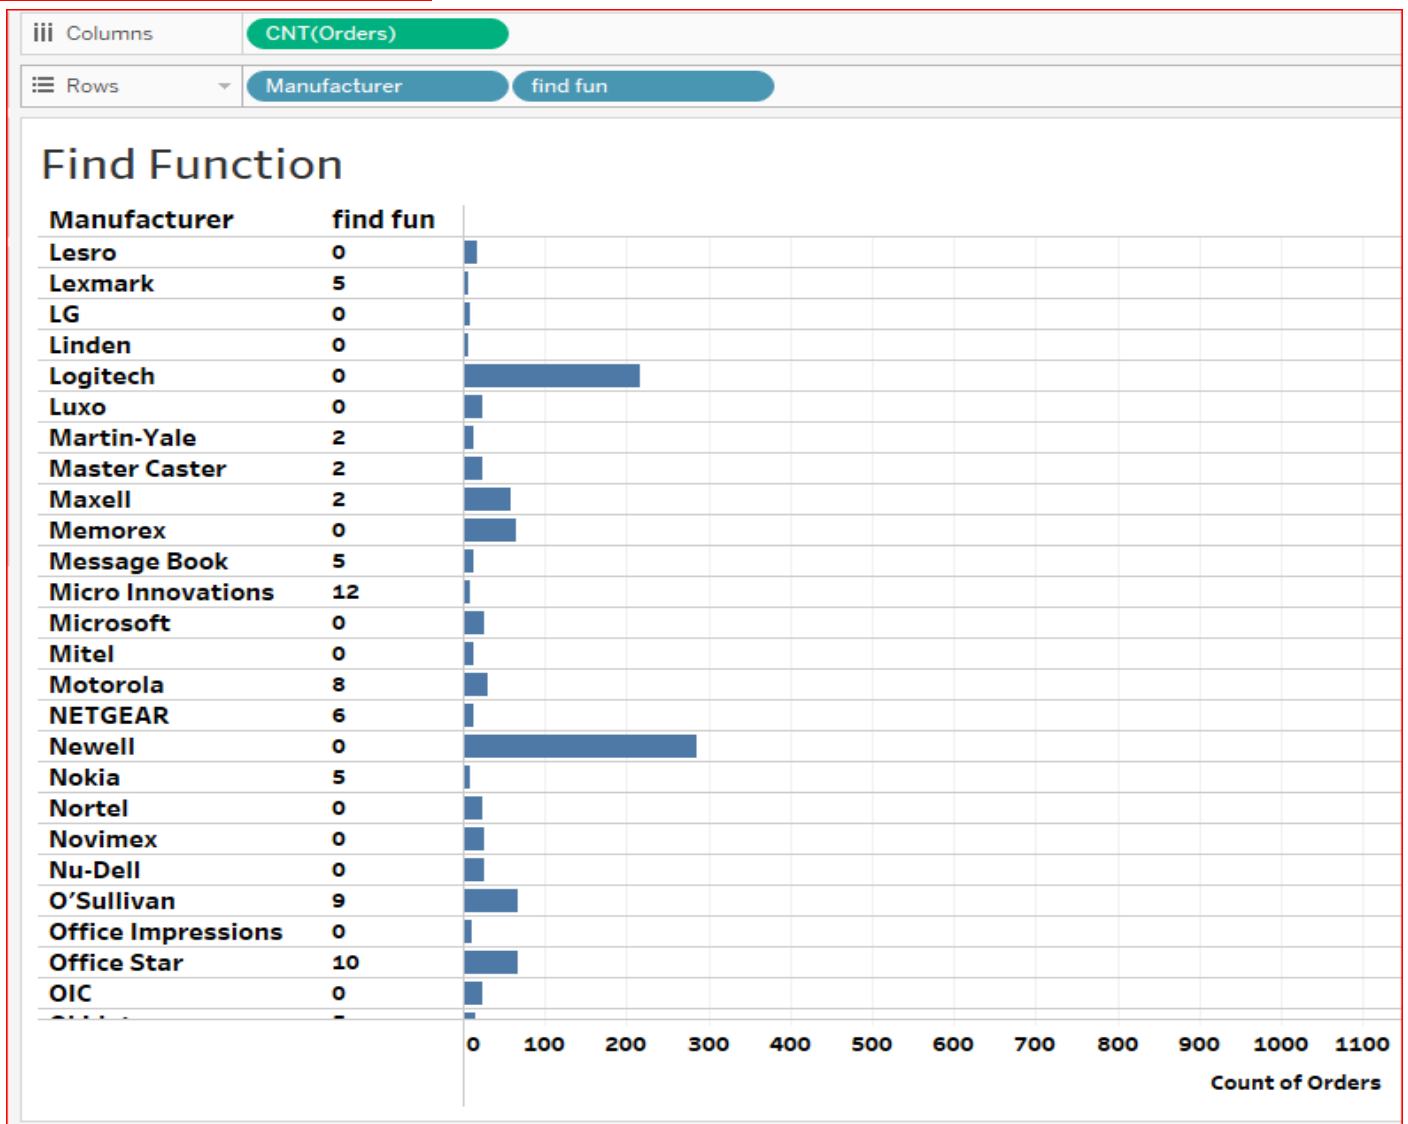 Columns CNT(Orders)
Rows Manufacturer find fun
Find Function
Manufacturer find fun
Lesro 0
Lexmark 5
LG 0
Linden 0
Logitech 0
Luxo 0
Martin-Yale 2
Master Caster 2
Maxell 2
Memorex 0
Message Book 5
Micro Innovations 12
Microsoft 0
Mitel 0
Motorola 8
NETGEAR 6
Newell 0
Nokia 5
Nortel 0
Novimex 0
Nu-Dell 0
O'Sullivan 9
Office Impressions 0
Office Star 10
OIC 0
0 100 200 300 400 500 600 700 800 900 1000 1100
Count of Orders